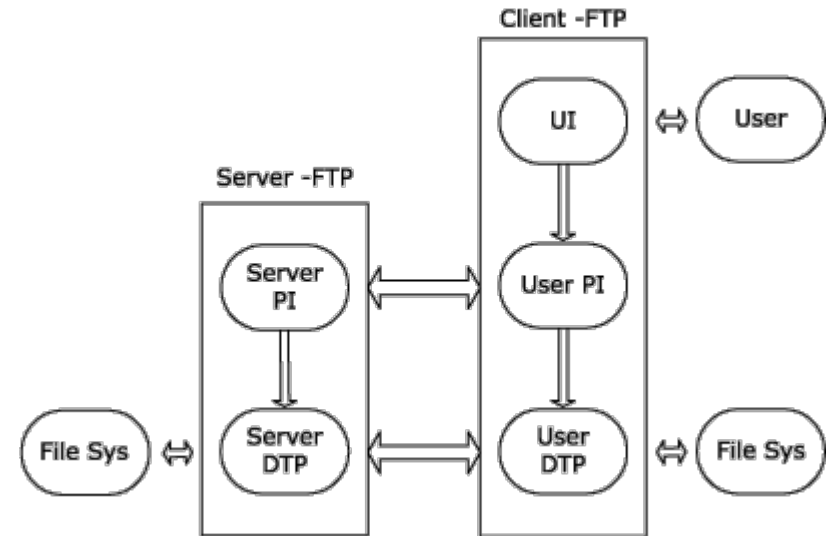 Client -FTP
UI
User
Server -FTP
Server
PI
User PI
File Sys
Server
DTP
User
DTP
File Sys